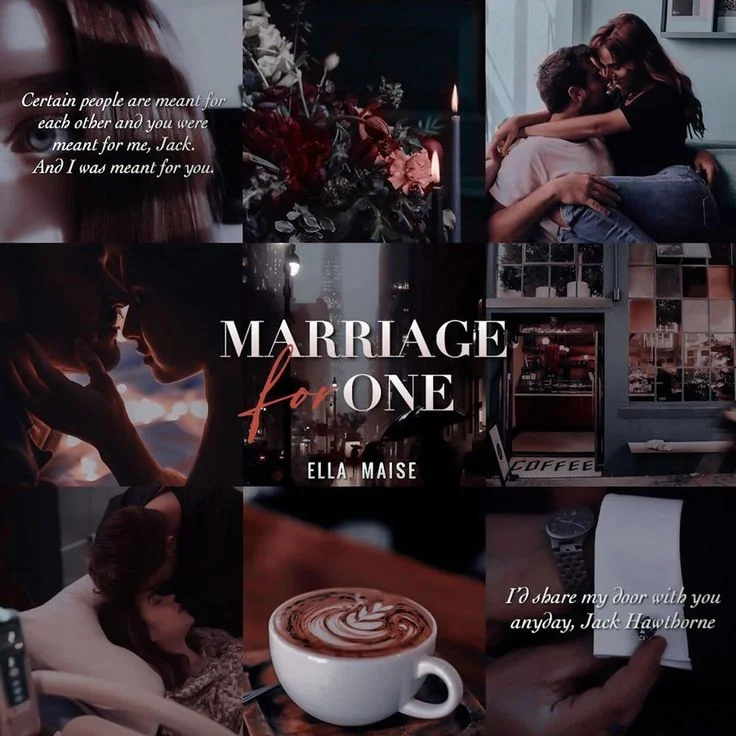 Certain people are meant for
each other and you were
meant for me, Jack.
And I was meant for you.
MARRIAGE
for ONE
ELLA MAISE
COFFEE
I'd share my door with you
anyday, Jack Hawthorne